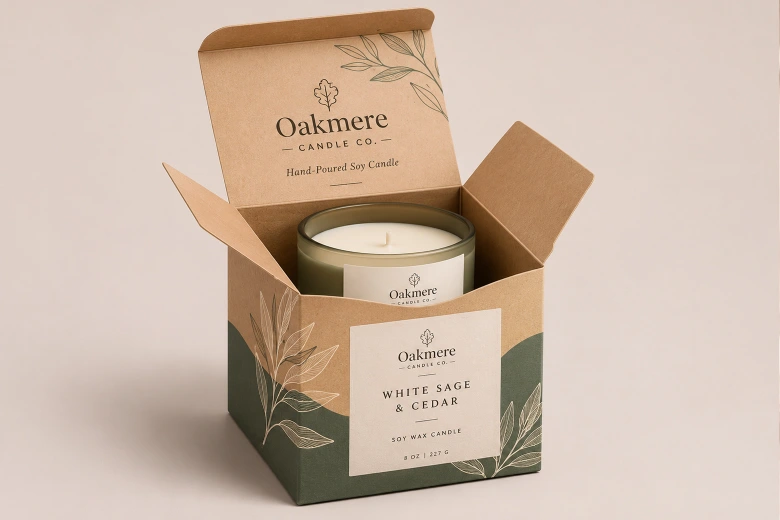 Oakmere
CANDLE CO.
Hand-Poured Soy Candle
Oakmere
CANDLE CO.
Oakmere
CANDLE CO.
WHITE SAGE
& CEDAR
SOY WAX CANDLE
8 OZ | 227 G